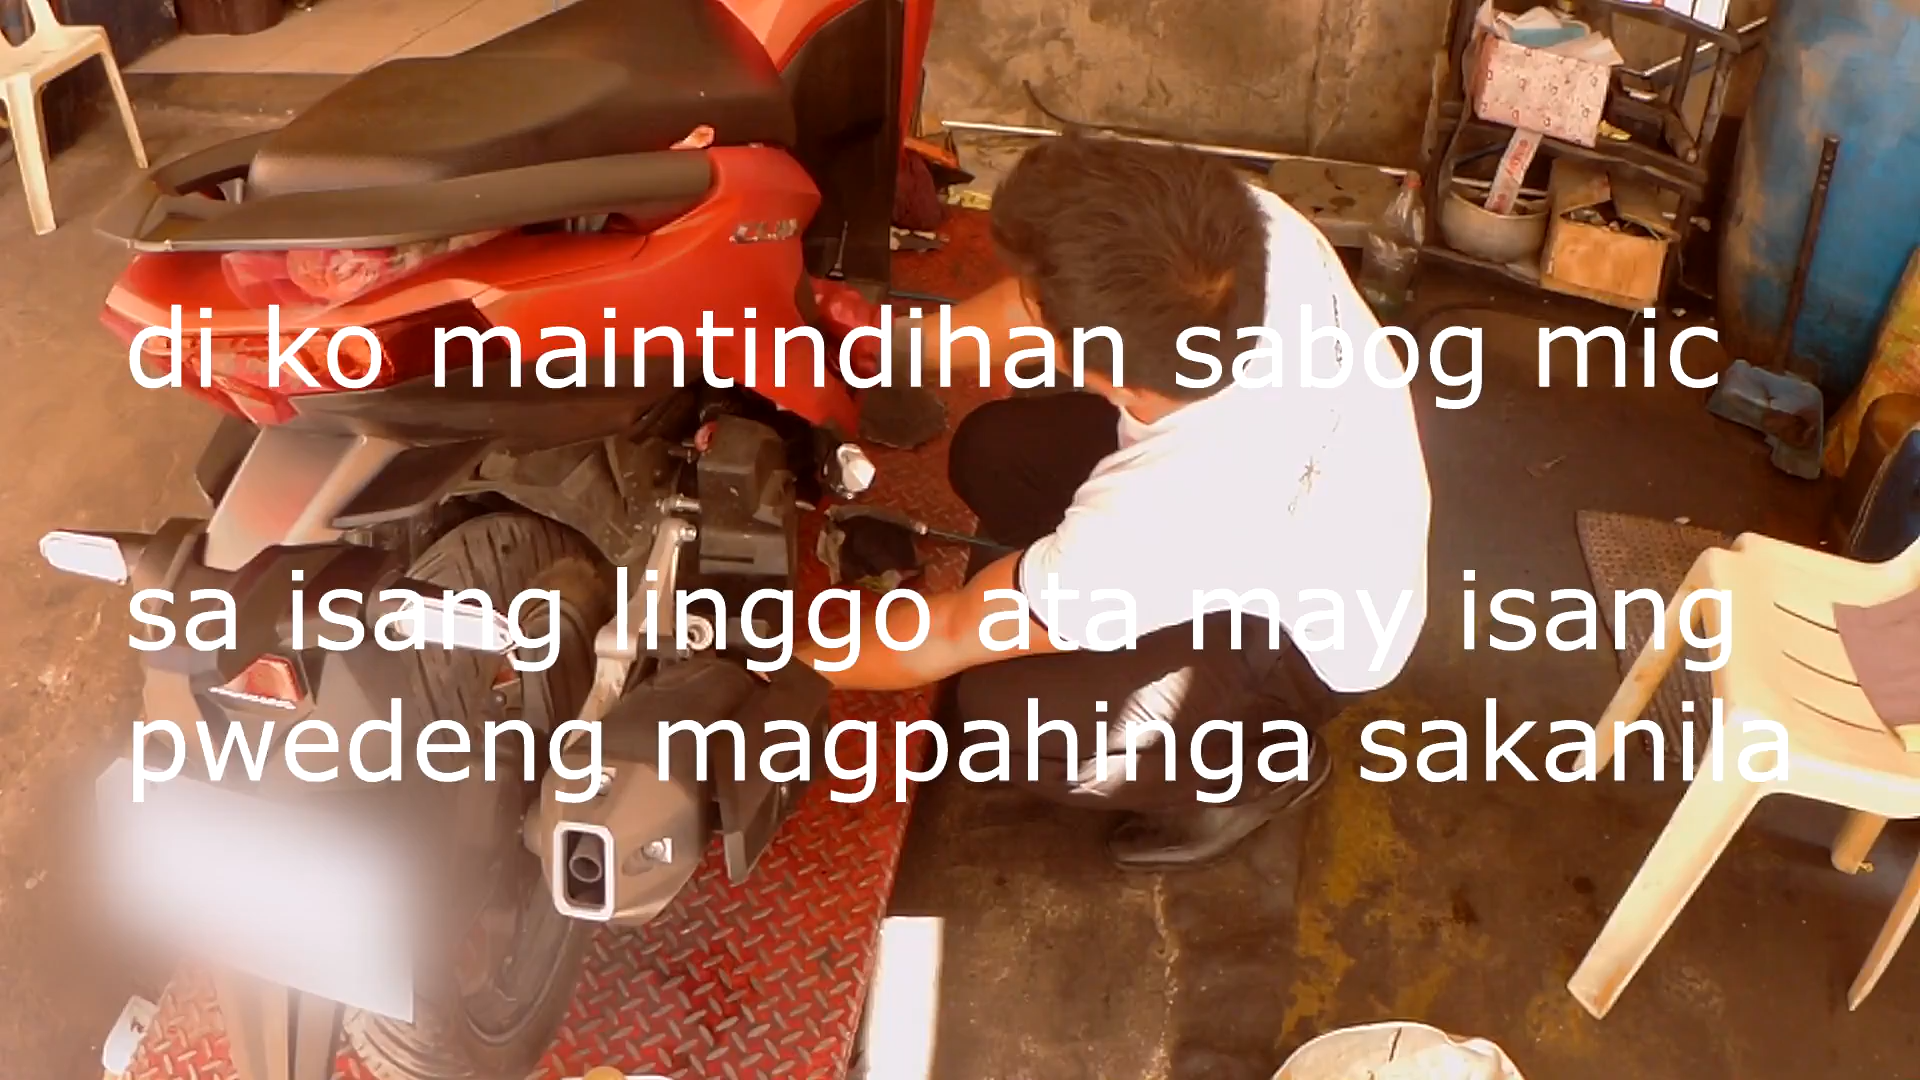 di ko maintindihan sabog mic
sa isang linggo ata may isang
pwedeng magpahinga sakanila